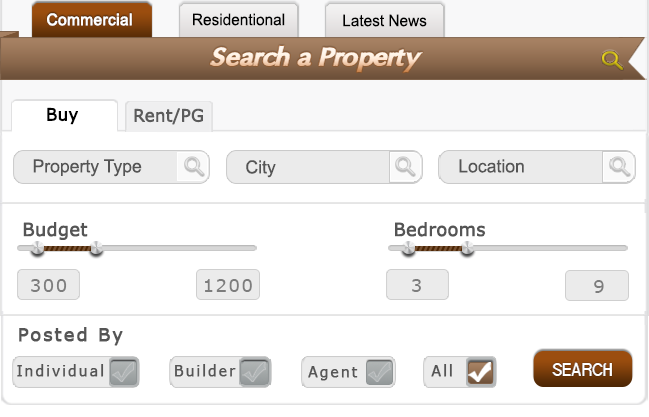 Commercial Residentional Latest News
Search a Property
Buy Rent/PG
Property Type City Location
Budget Bedrooms
300 1200 3 9
Posted By
Individual Builder Agent All SEARCH